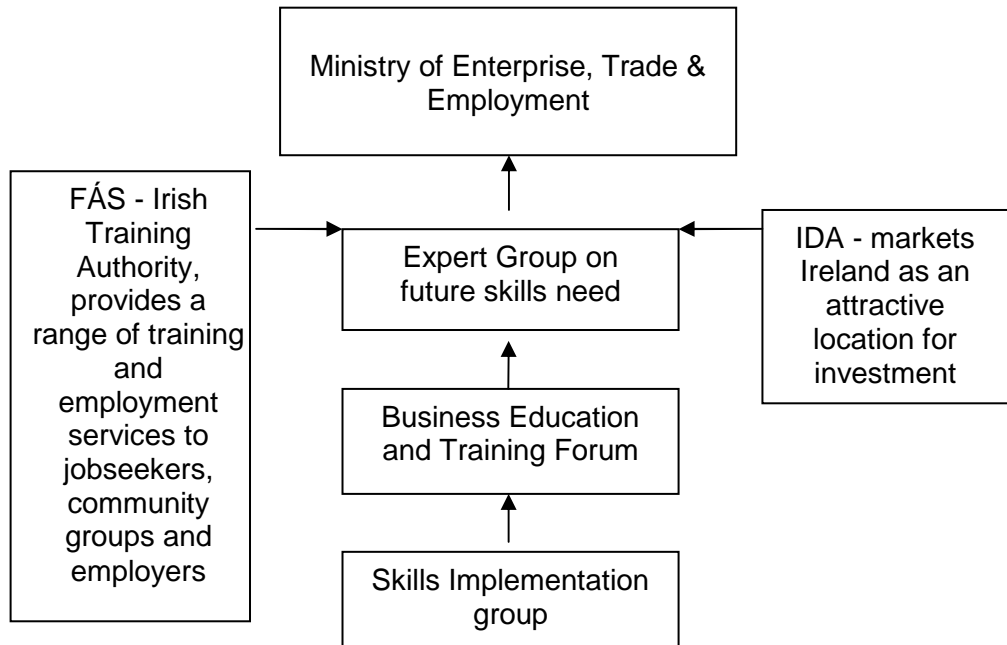 Ministry of Enterprise, Trade &
Employment
FÁS - Irish
Training
Authority,
provides a
range of training
and
employment
services to
jobseekers,
community
groups and
employers
Expert Group on
future skills need
IDA - markets
Ireland as an
attractive
location for
investment
Business Education
and Training Forum
Skills Implementation
group